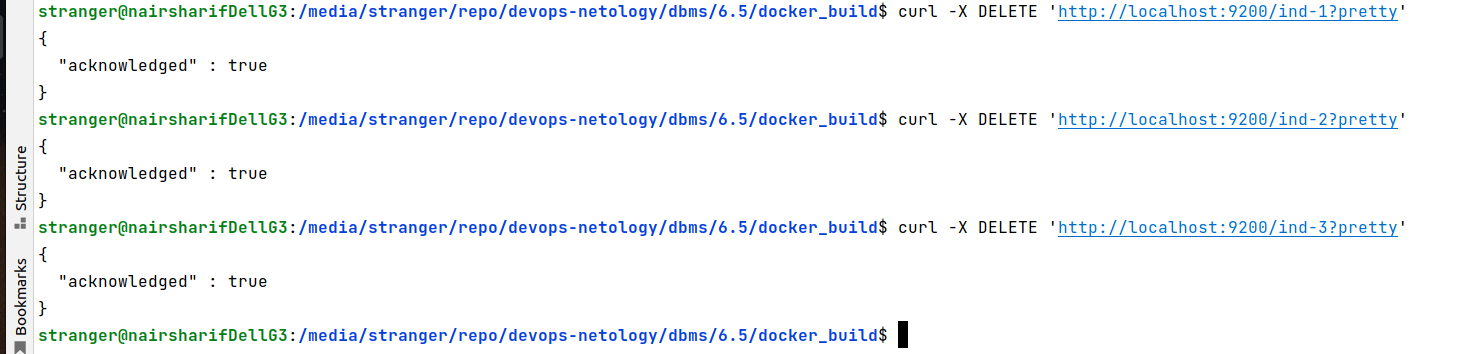 stranger@nairsharifDellG3:/media/stranger/repo/devops-netology/dbms/6.5/docker_build$ curl -X DELETE 'http://localhost:9200/ind-1?pretty'
{
  "acknowledged" : true
}
stranger@nairsharifDellG3:/media/stranger/repo/devops-netology/dbms/6.5/docker_build$ curl -X DELETE 'http://localhost:9200/ind-2?pretty'
{
  "acknowledged" : true
}
stranger@nairsharifDellG3:/media/stranger/repo/devops-netology/dbms/6.5/docker_build$ curl -X DELETE 'http://localhost:9200/ind-3?pretty'
{
  "acknowledged" : true
}
stranger@nairsharifDellG3:/media/stranger/repo/devops-netology/dbms/6.5/docker_build$
Structure
Bookmarks